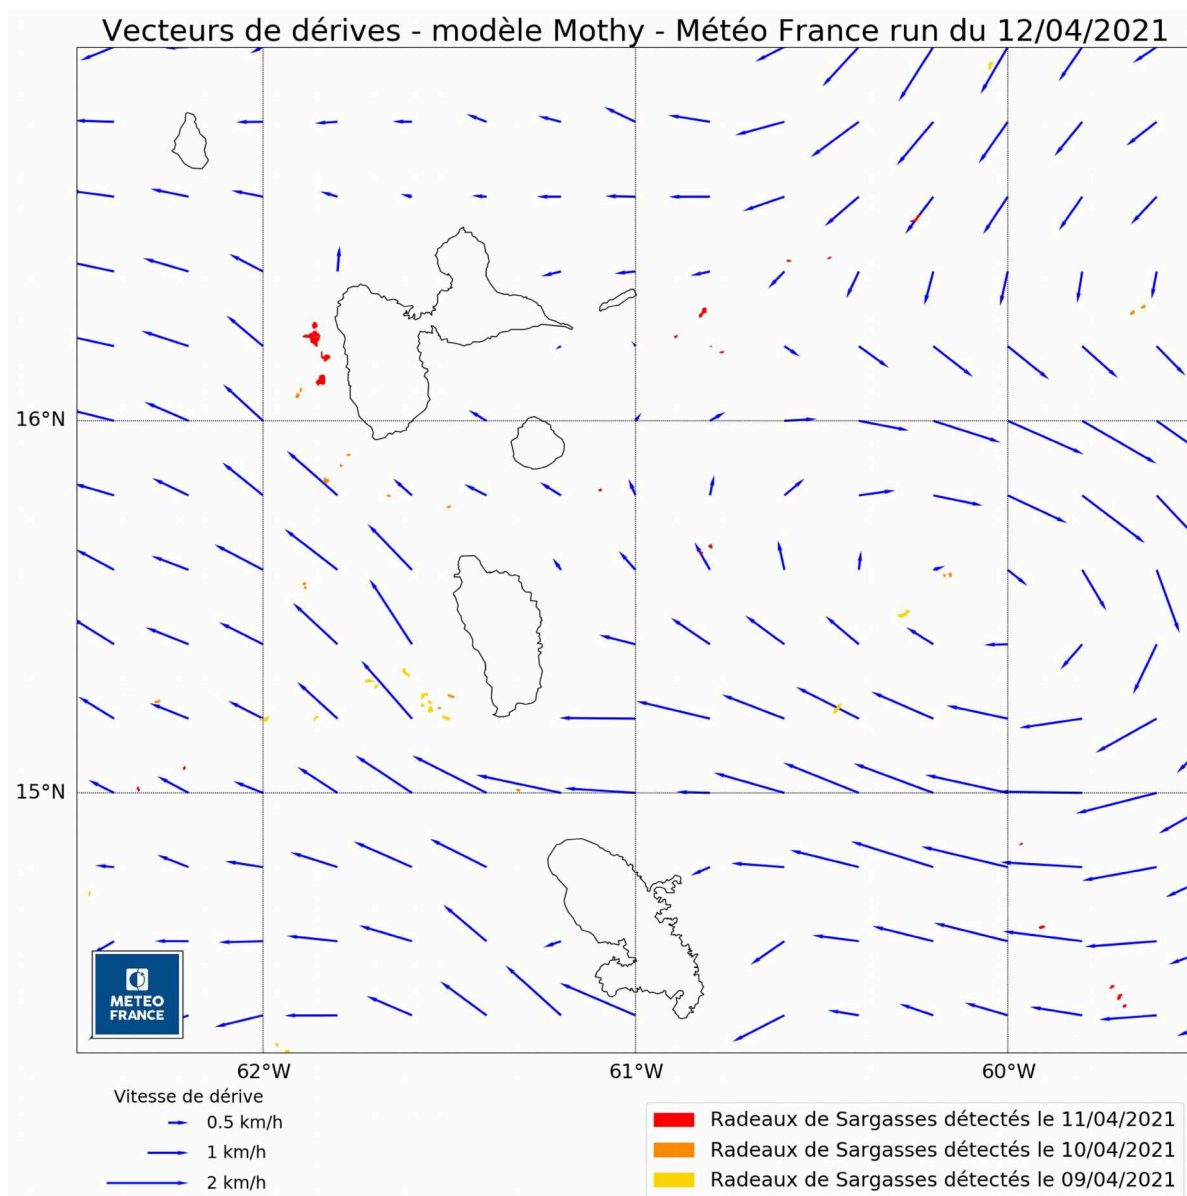 Vecteurs de dérives - modèle Mothy - Météo France run du 12/04/2021
16°N
15°N
METEO
FRANCE
62°W
61°W
60°W
Vitesse de dérive
0.5 km/h
1 km/h
2 km/h
Radeaux de Sargasses détectés le 11/04/2021
Radeaux de Sargasses détectés le 10/04/2021
Radeaux de Sargasses détectés le 09/04/2021